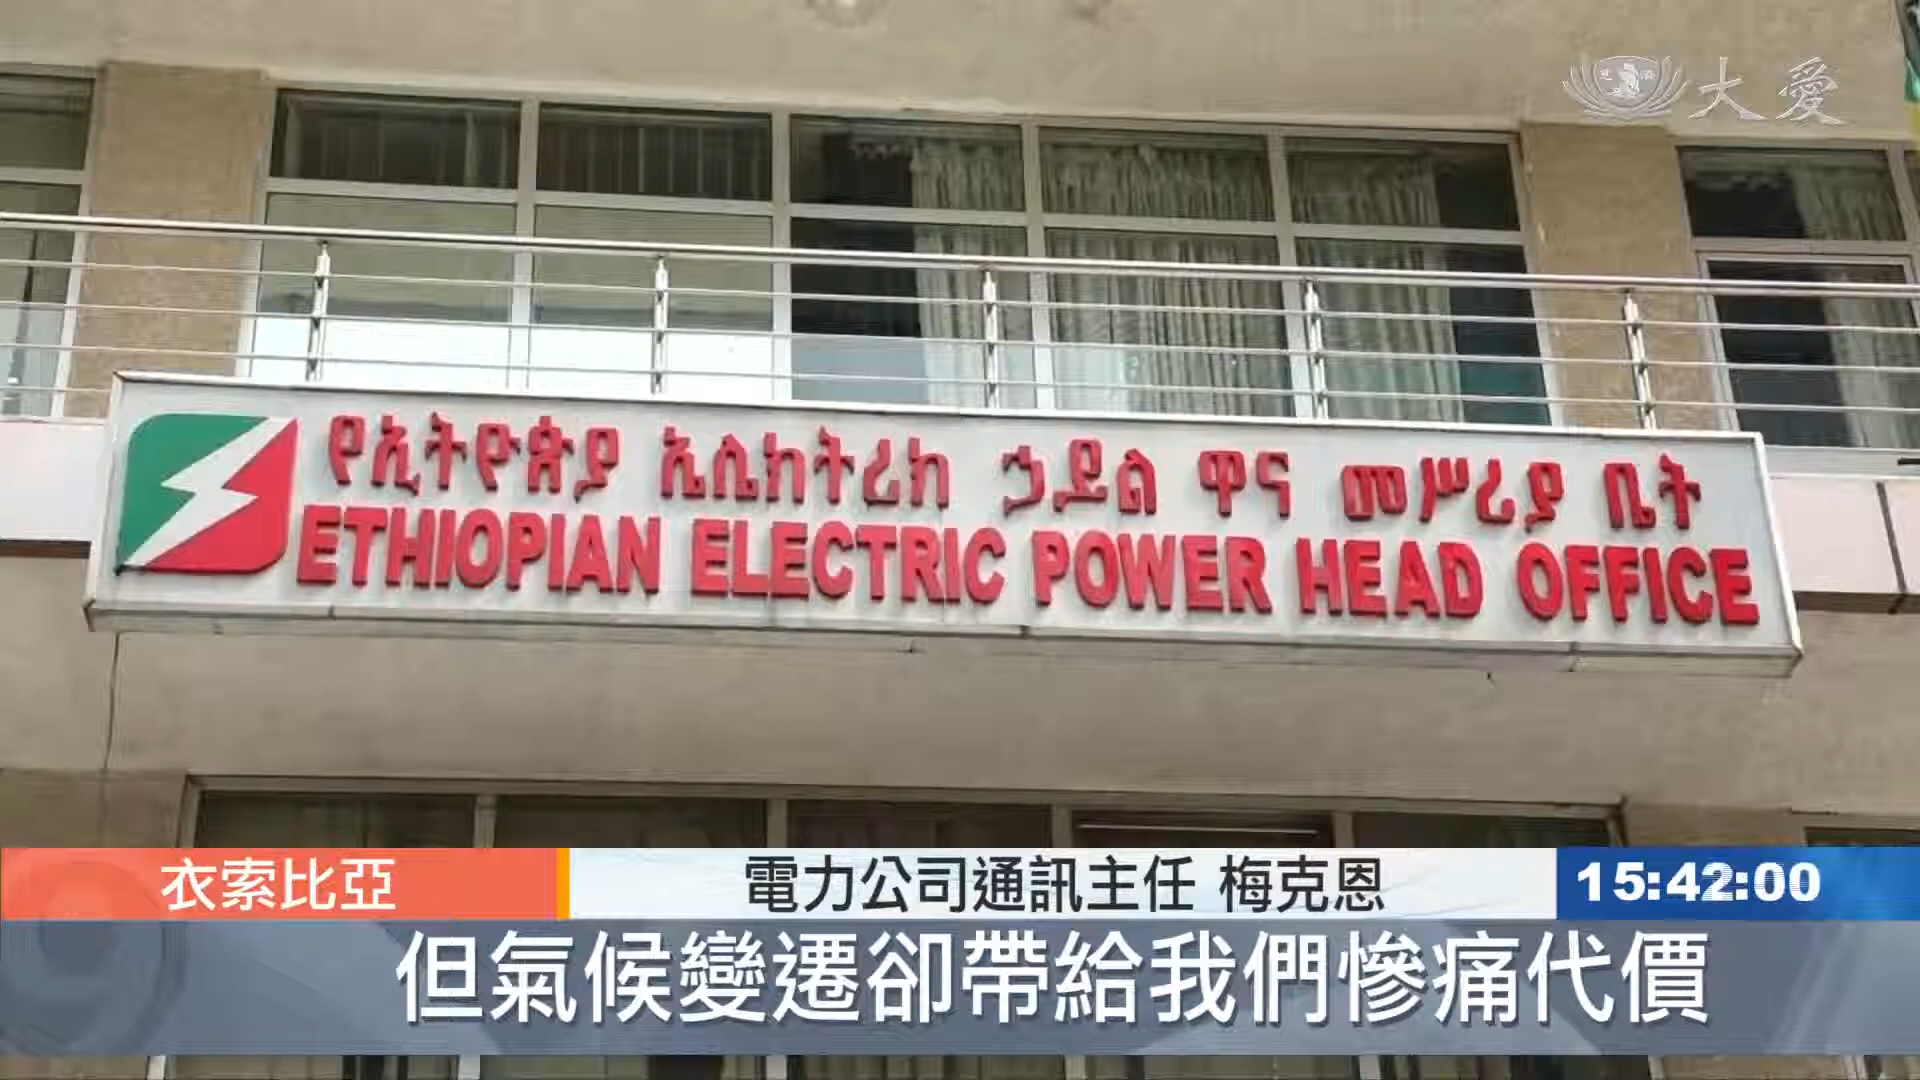 大愛
የኢትዮጵያ ኤሌክትሪክ ኃይል ዋና መሥሪያ ቤት
ETHIOPIAN ELECTRIC POWER HEAD OFFICE
衣索比亞
電力公司通訊主任 梅克恩
15:42:00
但氣候變遷卻帶給我們慘痛代價